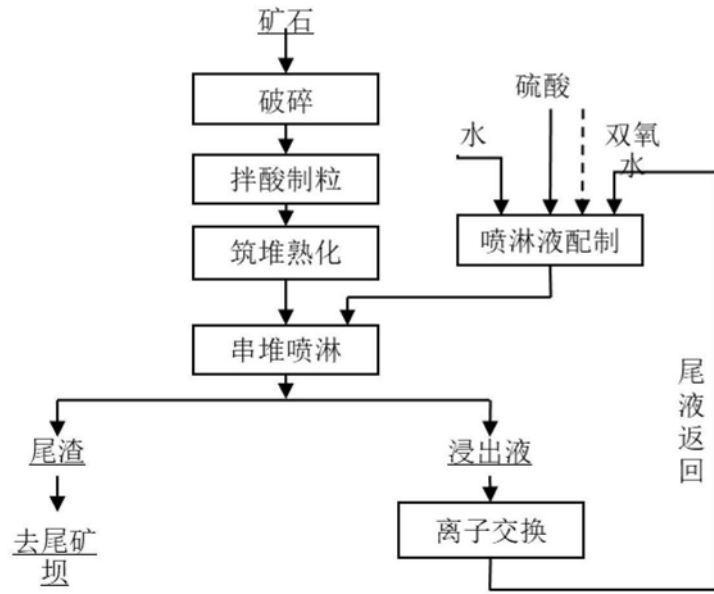 矿石
破碎
硫酸
水
双氧
水
拌酸制粒
喷淋液配制
筑堆熟化
串堆喷淋
尾
液
返
回
尾渣
浸出液
离子交换
去尾矿
坝